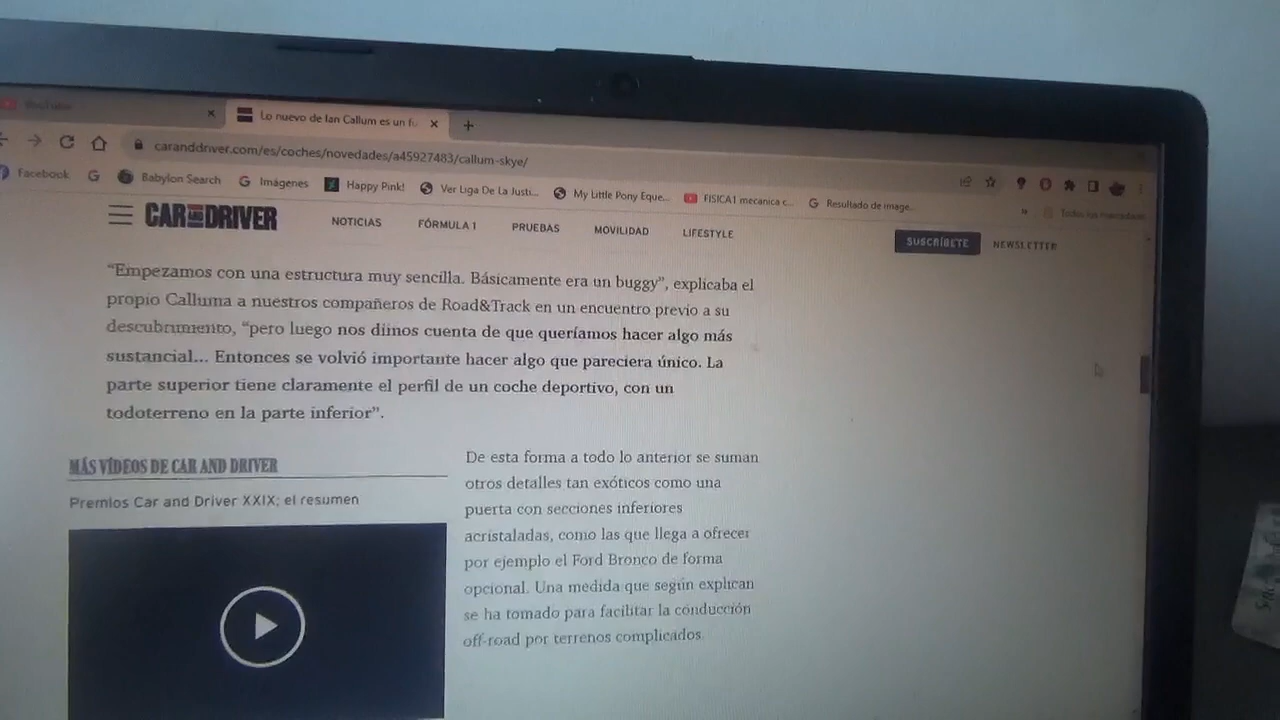 YouTube
Lo nuevo de Ian Callum es un fu
caranddriver.com/es/coches/novedades/a45927483/callum-skye/
Facebook
Babylon Search
Imágenes
Happy Pink!
Ver Liga De La Justi...
My Little Pony Eque...
FISICA1 mecanica c...
Resultado de image...
»
Todos los marcadores
CAR AND DRIVER
NOTICIAS
FÓRMULA 1
PRUEBAS
MOVILIDAD
LIFESTYLE
SUSCRÍBETE
NEWSLETTER
“Empezamos con una estructura muy sencilla. Básicamente era un buggy”, explicaba el
propio Calluma a nuestros compañeros de Road&Track en un encuentro previo a su
descubrimiento, “pero luego nos dimos cuenta de que queríamos hacer algo más
sustancial... Entonces se volvió importante hacer algo que pareciera único. La
parte superior tiene claramente el perfil de un coche deportivo, con un
todoterreno en la parte inferior”.
MÁS VÍDEOS DE CAR AND DRIVER
Premios Car and Driver XXIX: el resumen
De esta forma a todo lo anterior se suman
otros detalles tan exóticos como una
puerta con secciones inferiores
acristaladas, como las que llega a ofrecer
por ejemplo el Ford Bronco de forma
opcional. Una medida que según explican
se ha tomado para facilitar la conducción
off-road por terrenos complicados.